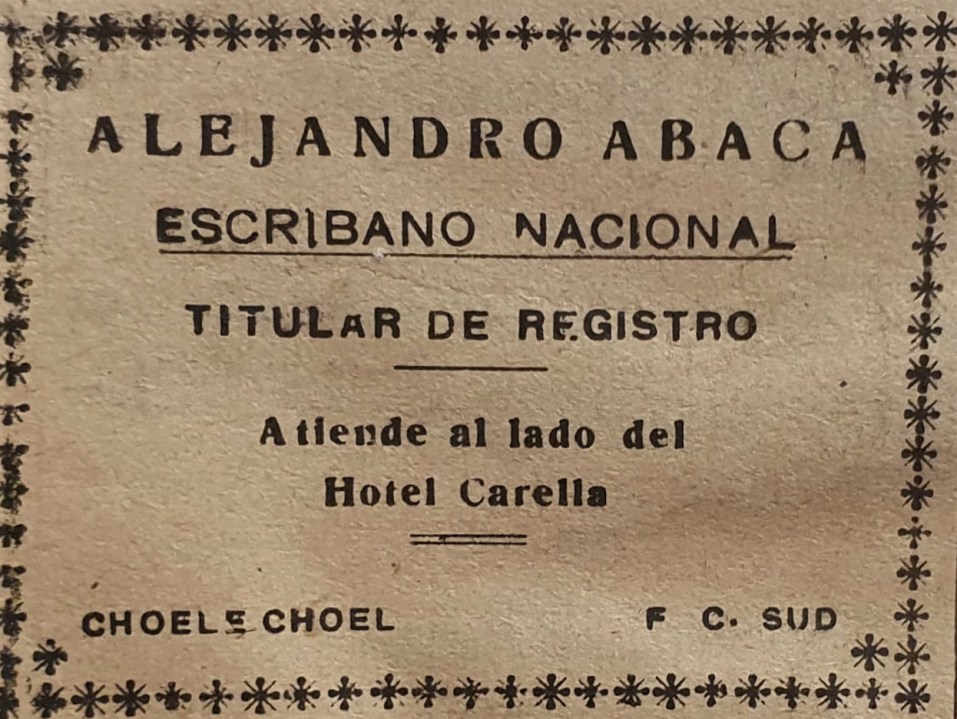 ALEJANDRO ABACA
ESCRIBANO NACIONAL
TITULAR DE REGISTRO
Atiende al lado del
Hotel Carella
CHOELE CHOEL F C. SUD